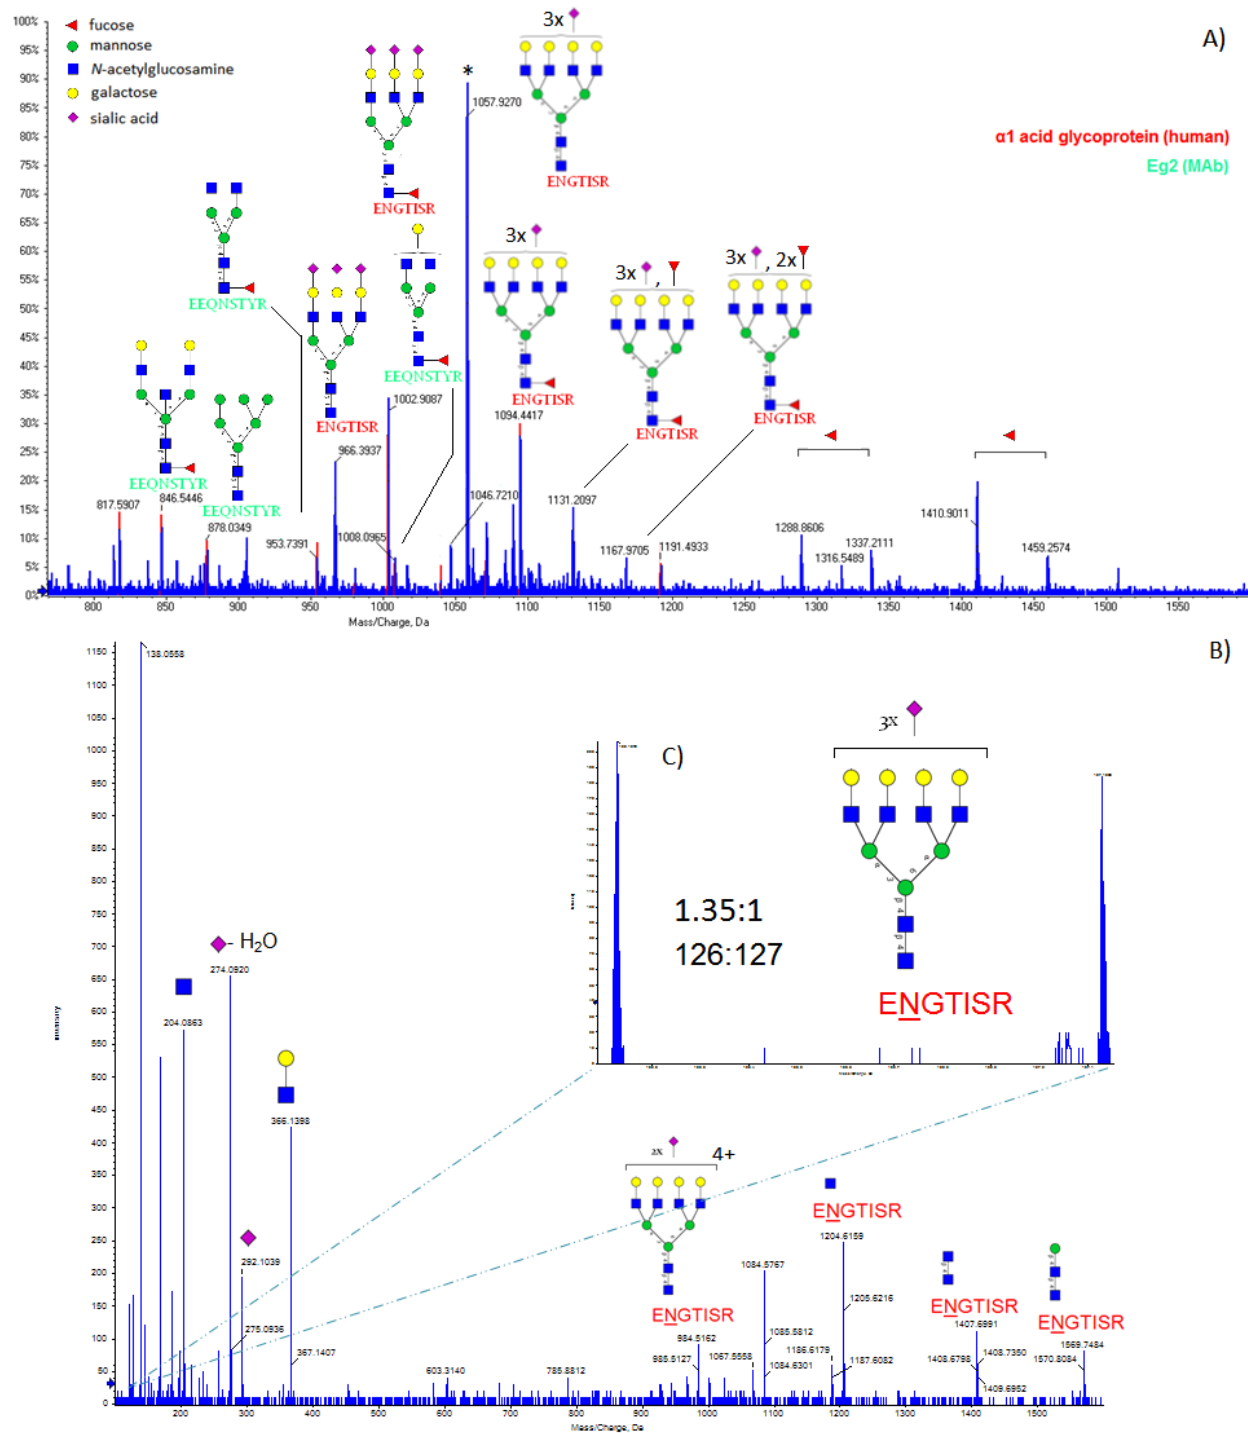 A)
100%
95%
90%
85%
80%
75%
70%
65%
60%
55%
50%
45%
40%
35%
30%
25%
20%
15%
10%
5%
0%
fucose
mannose
N-acetylglucosamine
galactose
sialic acid
3x
*
1057.9270
ENGTISR
α1 acid glycoprotein (human)
Eg2 (MAb)
ENGTISR
EEQNSTYR
3x
3x , 
3x , 2x
EEQNSTYR
ENGTISR
ENGTISR
1002.9087
1094.4417
ENGTISR
ENGTISR
966.3937
EEQNSTYR
846.5446
EEQNSTYR
817.5907
878.0349
953.7391
1008.0965
1046.7210
1131.2097
1167.9705
1191.4933
1288.8606
1316.5489
1337.2111
1410.9011
1459.2574
800 850 900 950 1000 1050 1100 1150 1200 1250 1300 1350 1400 1450 1500 1550
Mass/Charge, Da
B)
1150
1100
1050
1000
950
900
850
800
750
700
650
600
550
500
450
400
350
300
250
200
150
100
50
0
138.0558
- H2O
274.0920
204.0863
366.1398
292.1039
275.0936
367.1407
C)
3x
1.35:1
126:127
ENGTISR
2x
4+
ENGTISR
984.5162
985.5127
603.3140
785.8812
1067.5558
1084.5767
1085.5812
1084.6301
ENGTISR
1204.6159
1205.6216
1186.6179
1187.6082
ENGTISR
1407.6991
1408.6798
1408.7350
1409.6952
ENGTISR
1569.7484
1570.8084
200 300 400 500 600 700 800 900 1000 1100 1200 1300 1400 1500
Mass/Charge, Da